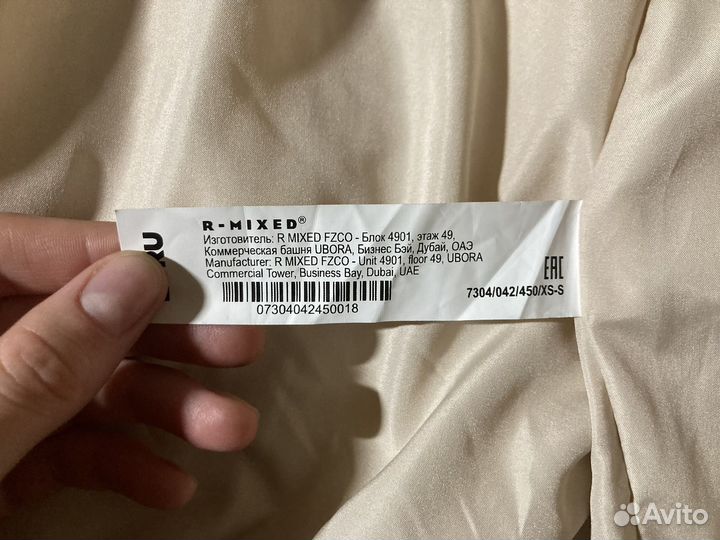 RU
R-MIXED®
Изготовитель: R MIXED FZCO - Блок 4901, этаж 49,
Коммерческая башня UBORA, Бизнес Бэй, Дубай, ОАЭ
Manufacturer: R MIXED FZCO - Unit 4901, floor 49, UBORA
Commercial Tower, Business Bay, Dubai, UAE
07304042450018
EAC
7304/042/450/XS-S
Avito